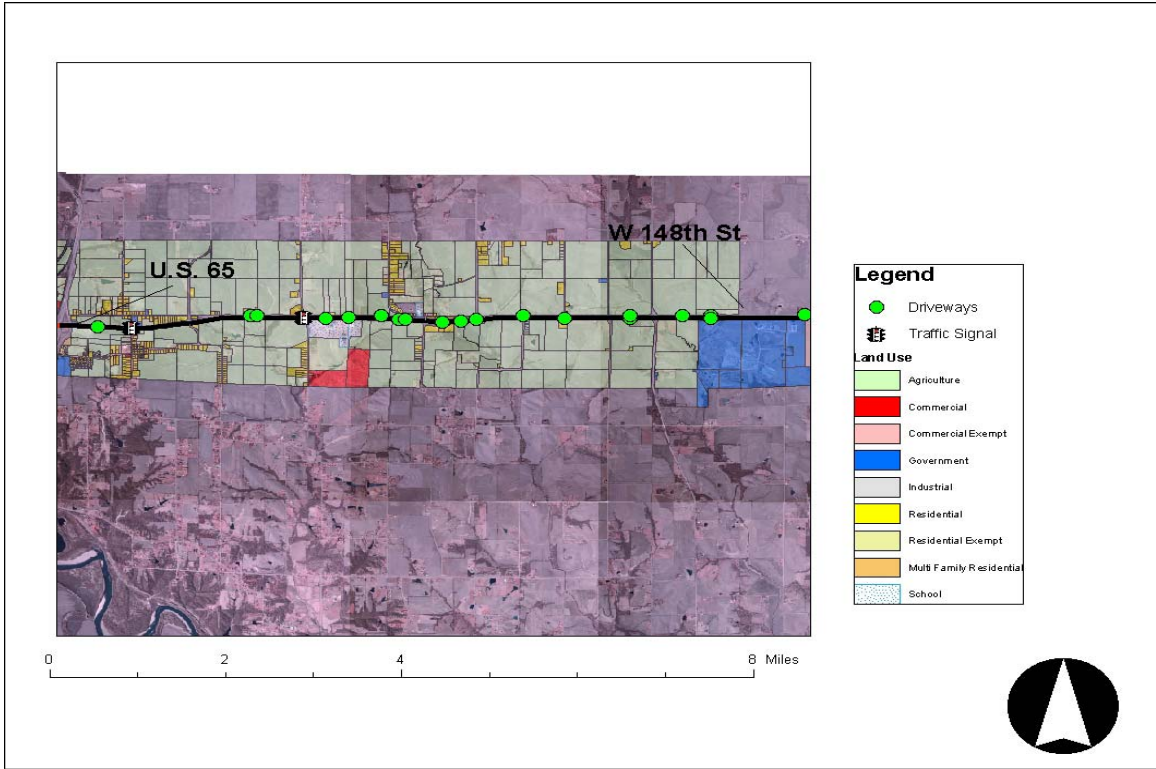 W 148th St
U.S. 65
Legend
Driveways
Traffic Signal
Land Use
Agriculture
Commercial
Commercial Exempt
Government
Industrial
Residential
Residential Exempt
Multi Family Residential
School
0 2 4 8 Miles